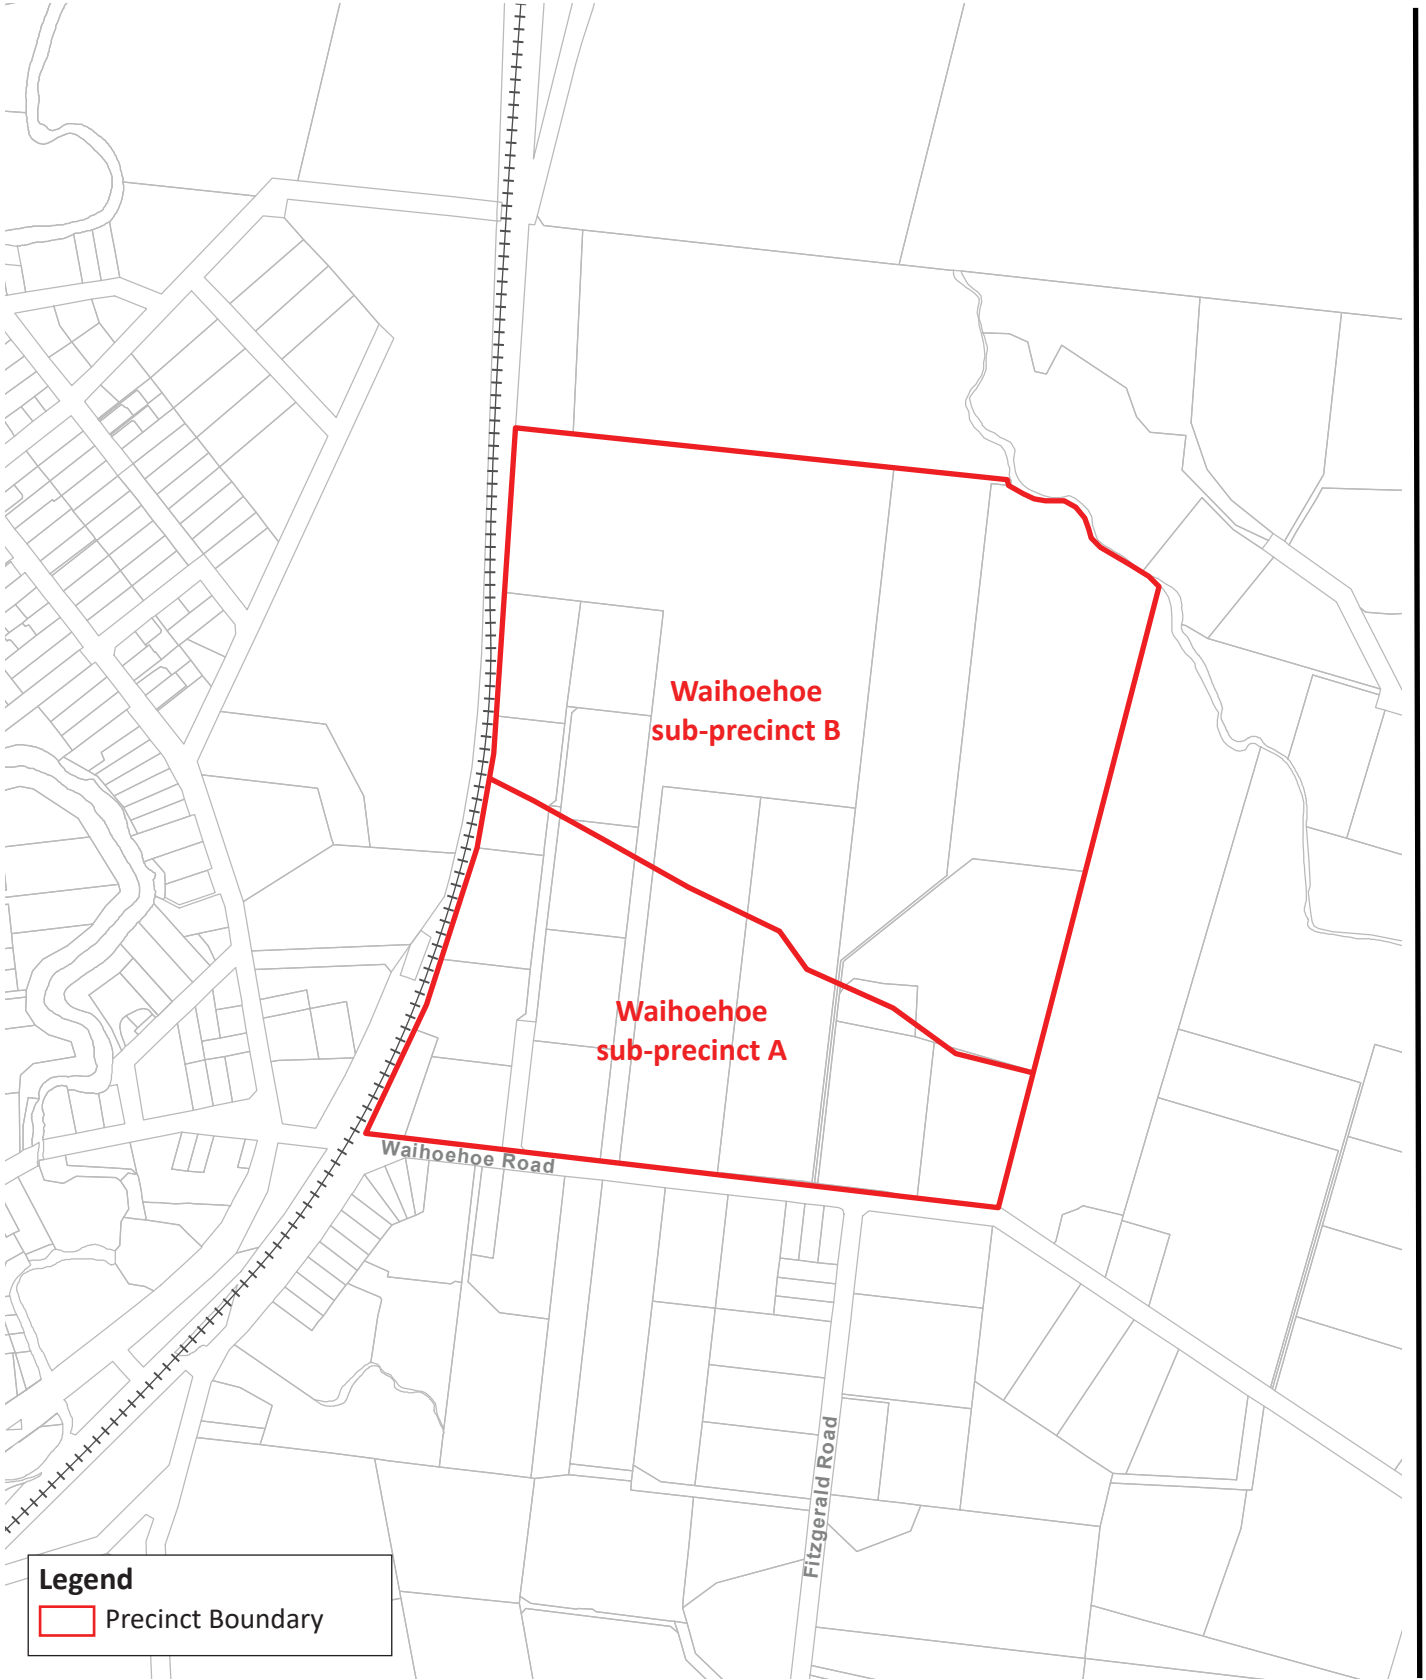 Waihoehoe
sub-precinct B
Waihoehoe
sub-precinct A
Waihoehoe Road
Fitzgerald Road
Legend
Precinct Boundary